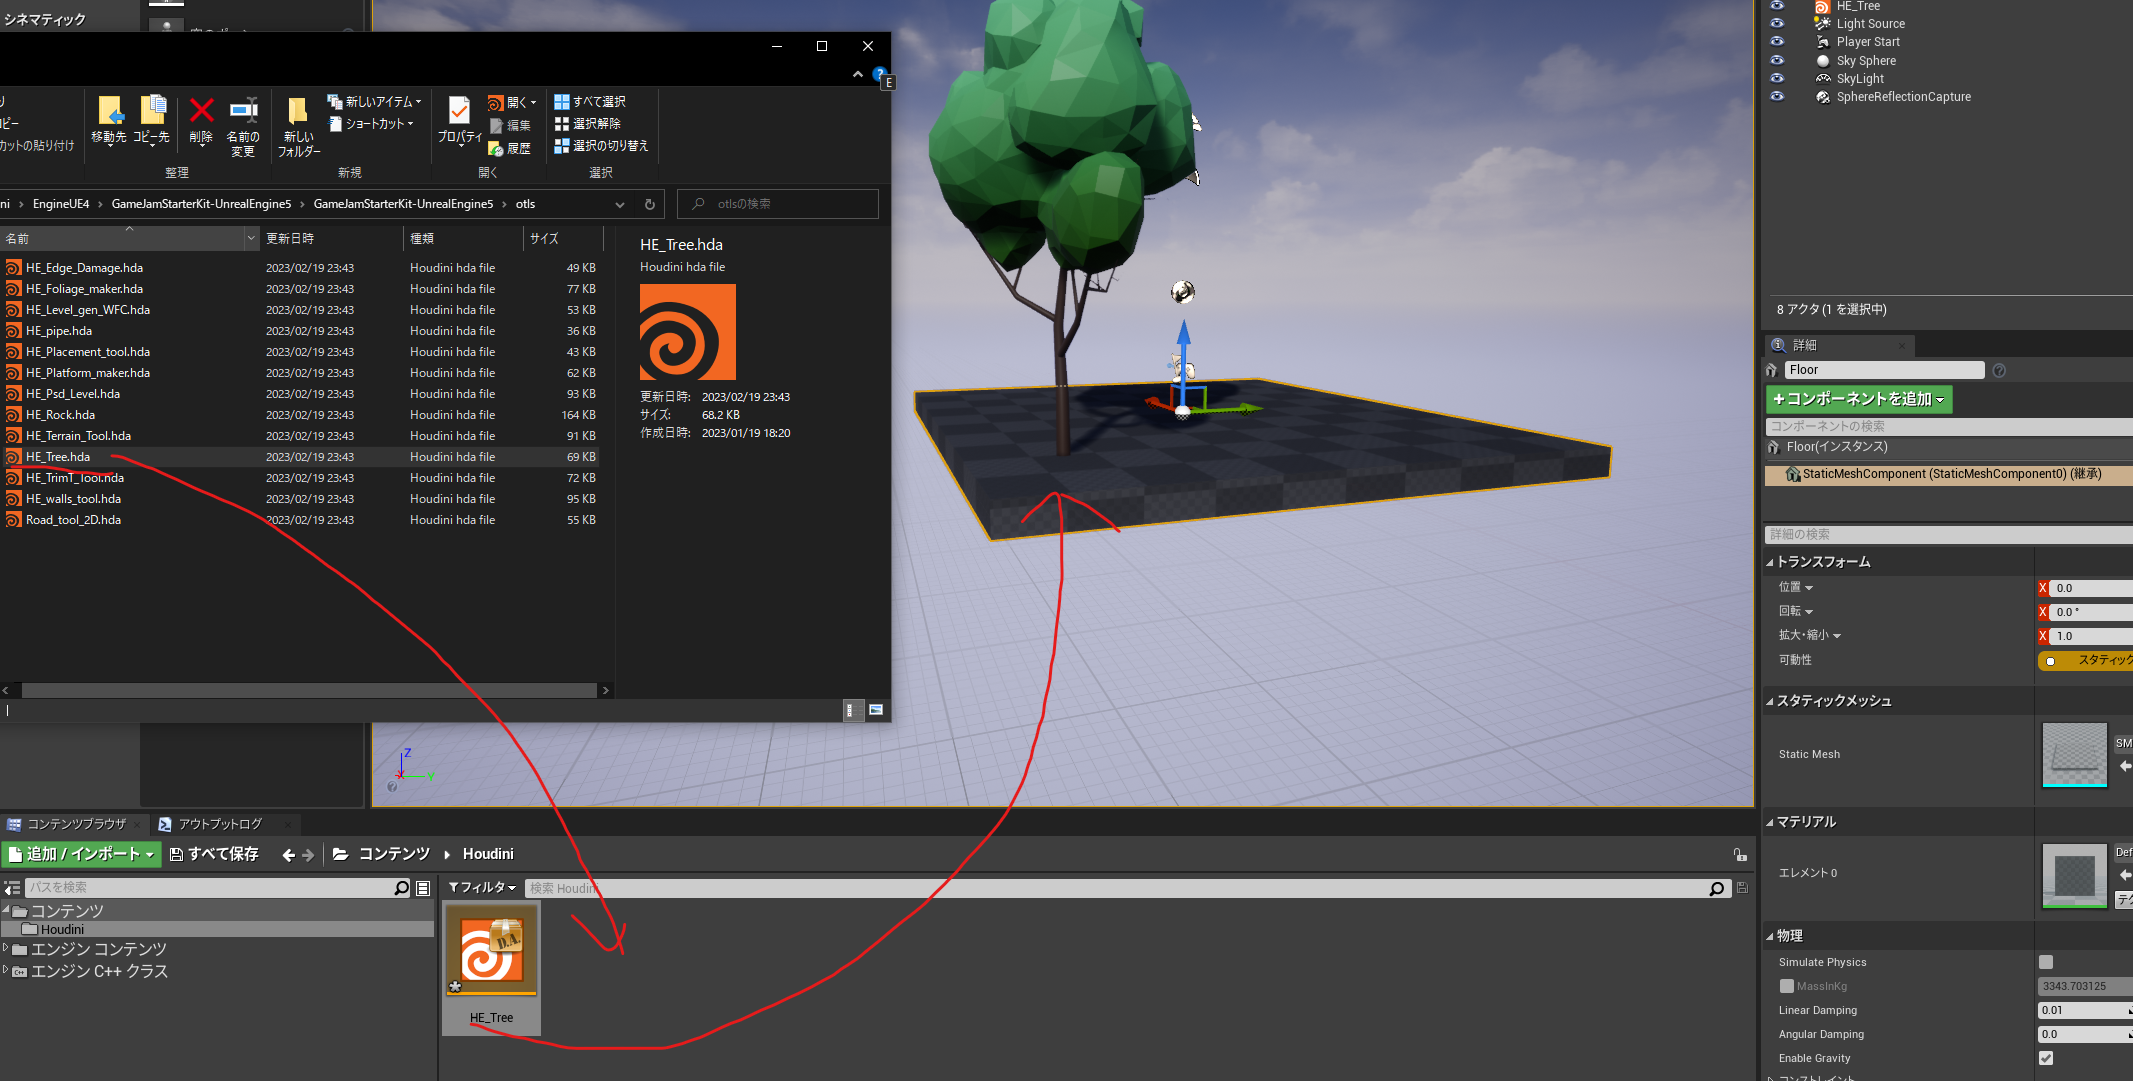 シネマティック
E
新しいアイテム
ショートカット
移動先
コピー先
削除
名前の
変更
新しい
フォルダー
プロパティ
開く
編集
履歴
すべて選択
選択解除
選択の切り替え
ピー
カットの貼り付け
整理
新規
開く
選択
ni › EngineUE4 › GameJamStarterKit-UnrealEngine5 › GameJamStarterKit-UnrealEngine5 › otls
otlsの検索
名前 更新日時 種類 サイズ
HE_Edge_Damage.hda 2023/02/19 23:43 Houdini hda file 49 KB
HE_Foliage_maker.hda 2023/02/19 23:43 Houdini hda file 77 KB
HE_Level_gen_WFC.hda 2023/02/19 23:43 Houdini hda file 53 KB
HE_pipe.hda 2023/02/19 23:43 Houdini hda file 36 KB
HE_Placement_tool.hda 2023/02/19 23:43 Houdini hda file 43 KB
HE_Platform_maker.hda 2023/02/19 23:43 Houdini hda file 62 KB
HE_Psd_Level.hda 2023/02/19 23:43 Houdini hda file 93 KB
HE_Rock.hda 2023/02/19 23:43 Houdini hda file 164 KB
HE_Terrain_Tool.hda 2023/02/19 23:43 Houdini hda file 91 KB
HE_Tree.hda 2023/02/19 23:43 Houdini hda file 69 KB
HE_TrimT_Tool.hda 2023/02/19 23:43 Houdini hda file 72 KB
HE_walls_tool.hda 2023/02/19 23:43 Houdini hda file 95 KB
Road_tool_2D.hda 2023/02/19 23:43 Houdini hda file 55 KB
HE_Tree.hda
Houdini hda file
更新日時: 2023/02/19 23:43
サイズ: 68.2 KB
作成日時: 2023/01/19 18:20
Z
X
Y
HE_Tree
Light Source
Player Start
Sky Sphere
SkyLight
SphereReflectionCapture
8 アクタ (1 を選択中)
詳細
Floor
+コンポーネントを追加
コンポーネントの検索
Floor(インスタンス)
StaticMeshComponent (StaticMeshComponent0) (継承)
詳細の検索
トランスフォーム
位置 X 0.0
回転 X 0.0 °
拡大・縮小 X 1.0
可動性 スタティック
スタティックメッシュ
Static Mesh SM
マテリアル
エレメント 0 Def
テク
物理
Simulate Physics
MassInKg 3343.703125
Linear Damping 0.01
Angular Damping 0.0
Enable Gravity
コンストレイント
コンテンツブラウザ
アウトプットログ
追加 / インポート
すべて保存
コンテンツ
Houdini
パスを検索
フィルタ
検索 Houdini
コンテンツ
Houdini
エンジン コンテンツ
エンジン C++ クラス
D.A.
HE_Tree